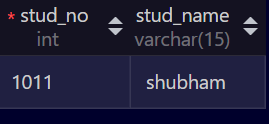 * stud_no stud_name
int varchar(15)
1011 shubham